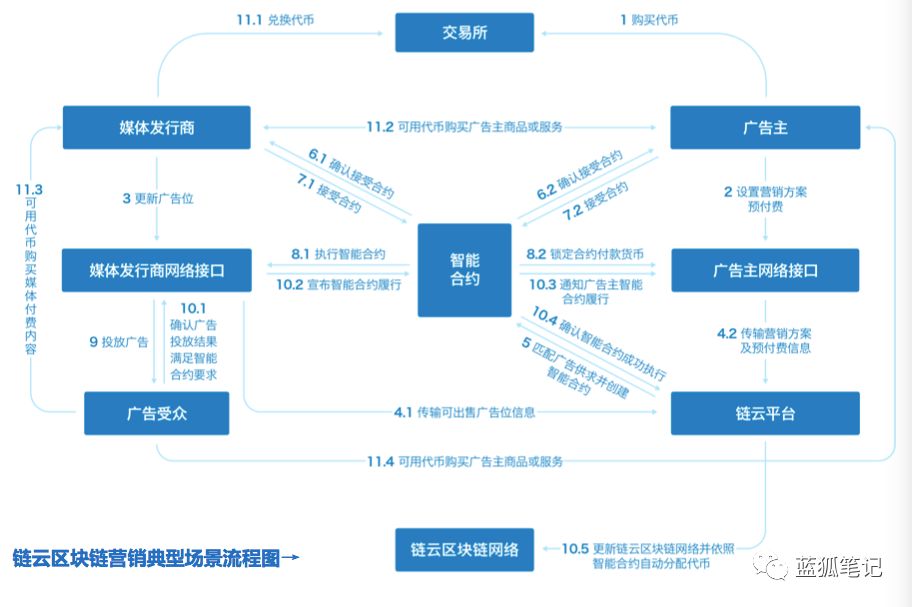 11.1 兑换代币
交易所
1 购买代币
媒体发行商
11.2 可用代币购买广告主商品或服务
广告主
11.3
可用代币购买媒体付费内容
3 更新广告位
6.1 确认接受合约
7.1 接受合约
6.2 确认接受合约
7.2 接受合约
2 设置营销方案
预付费
媒体发行商网络接口
8.1 执行智能合约
10.2 宣布智能合约履行
智能
合约
8.2 锁定合约付款货币
10.3 通知广告主智能
合约履行
广告主网络接口
9 投放广告
10.1
确认广告
投放结果
满足智能
合约要求
10.4 确认智能合约成功执行
5 匹配广告供求并创建
智能合约
4.2 传输营销方案
及预付费信息
广告受众
4.1 传输可出售广告位信息
链云平台
11.4 可用代币购买广告主商品或服务
链云区块链营销典型场景流程图→
链云区块链网络
10.5 更新链云区块链网络并依照
智能合约自动分配代币
蓝狐笔记